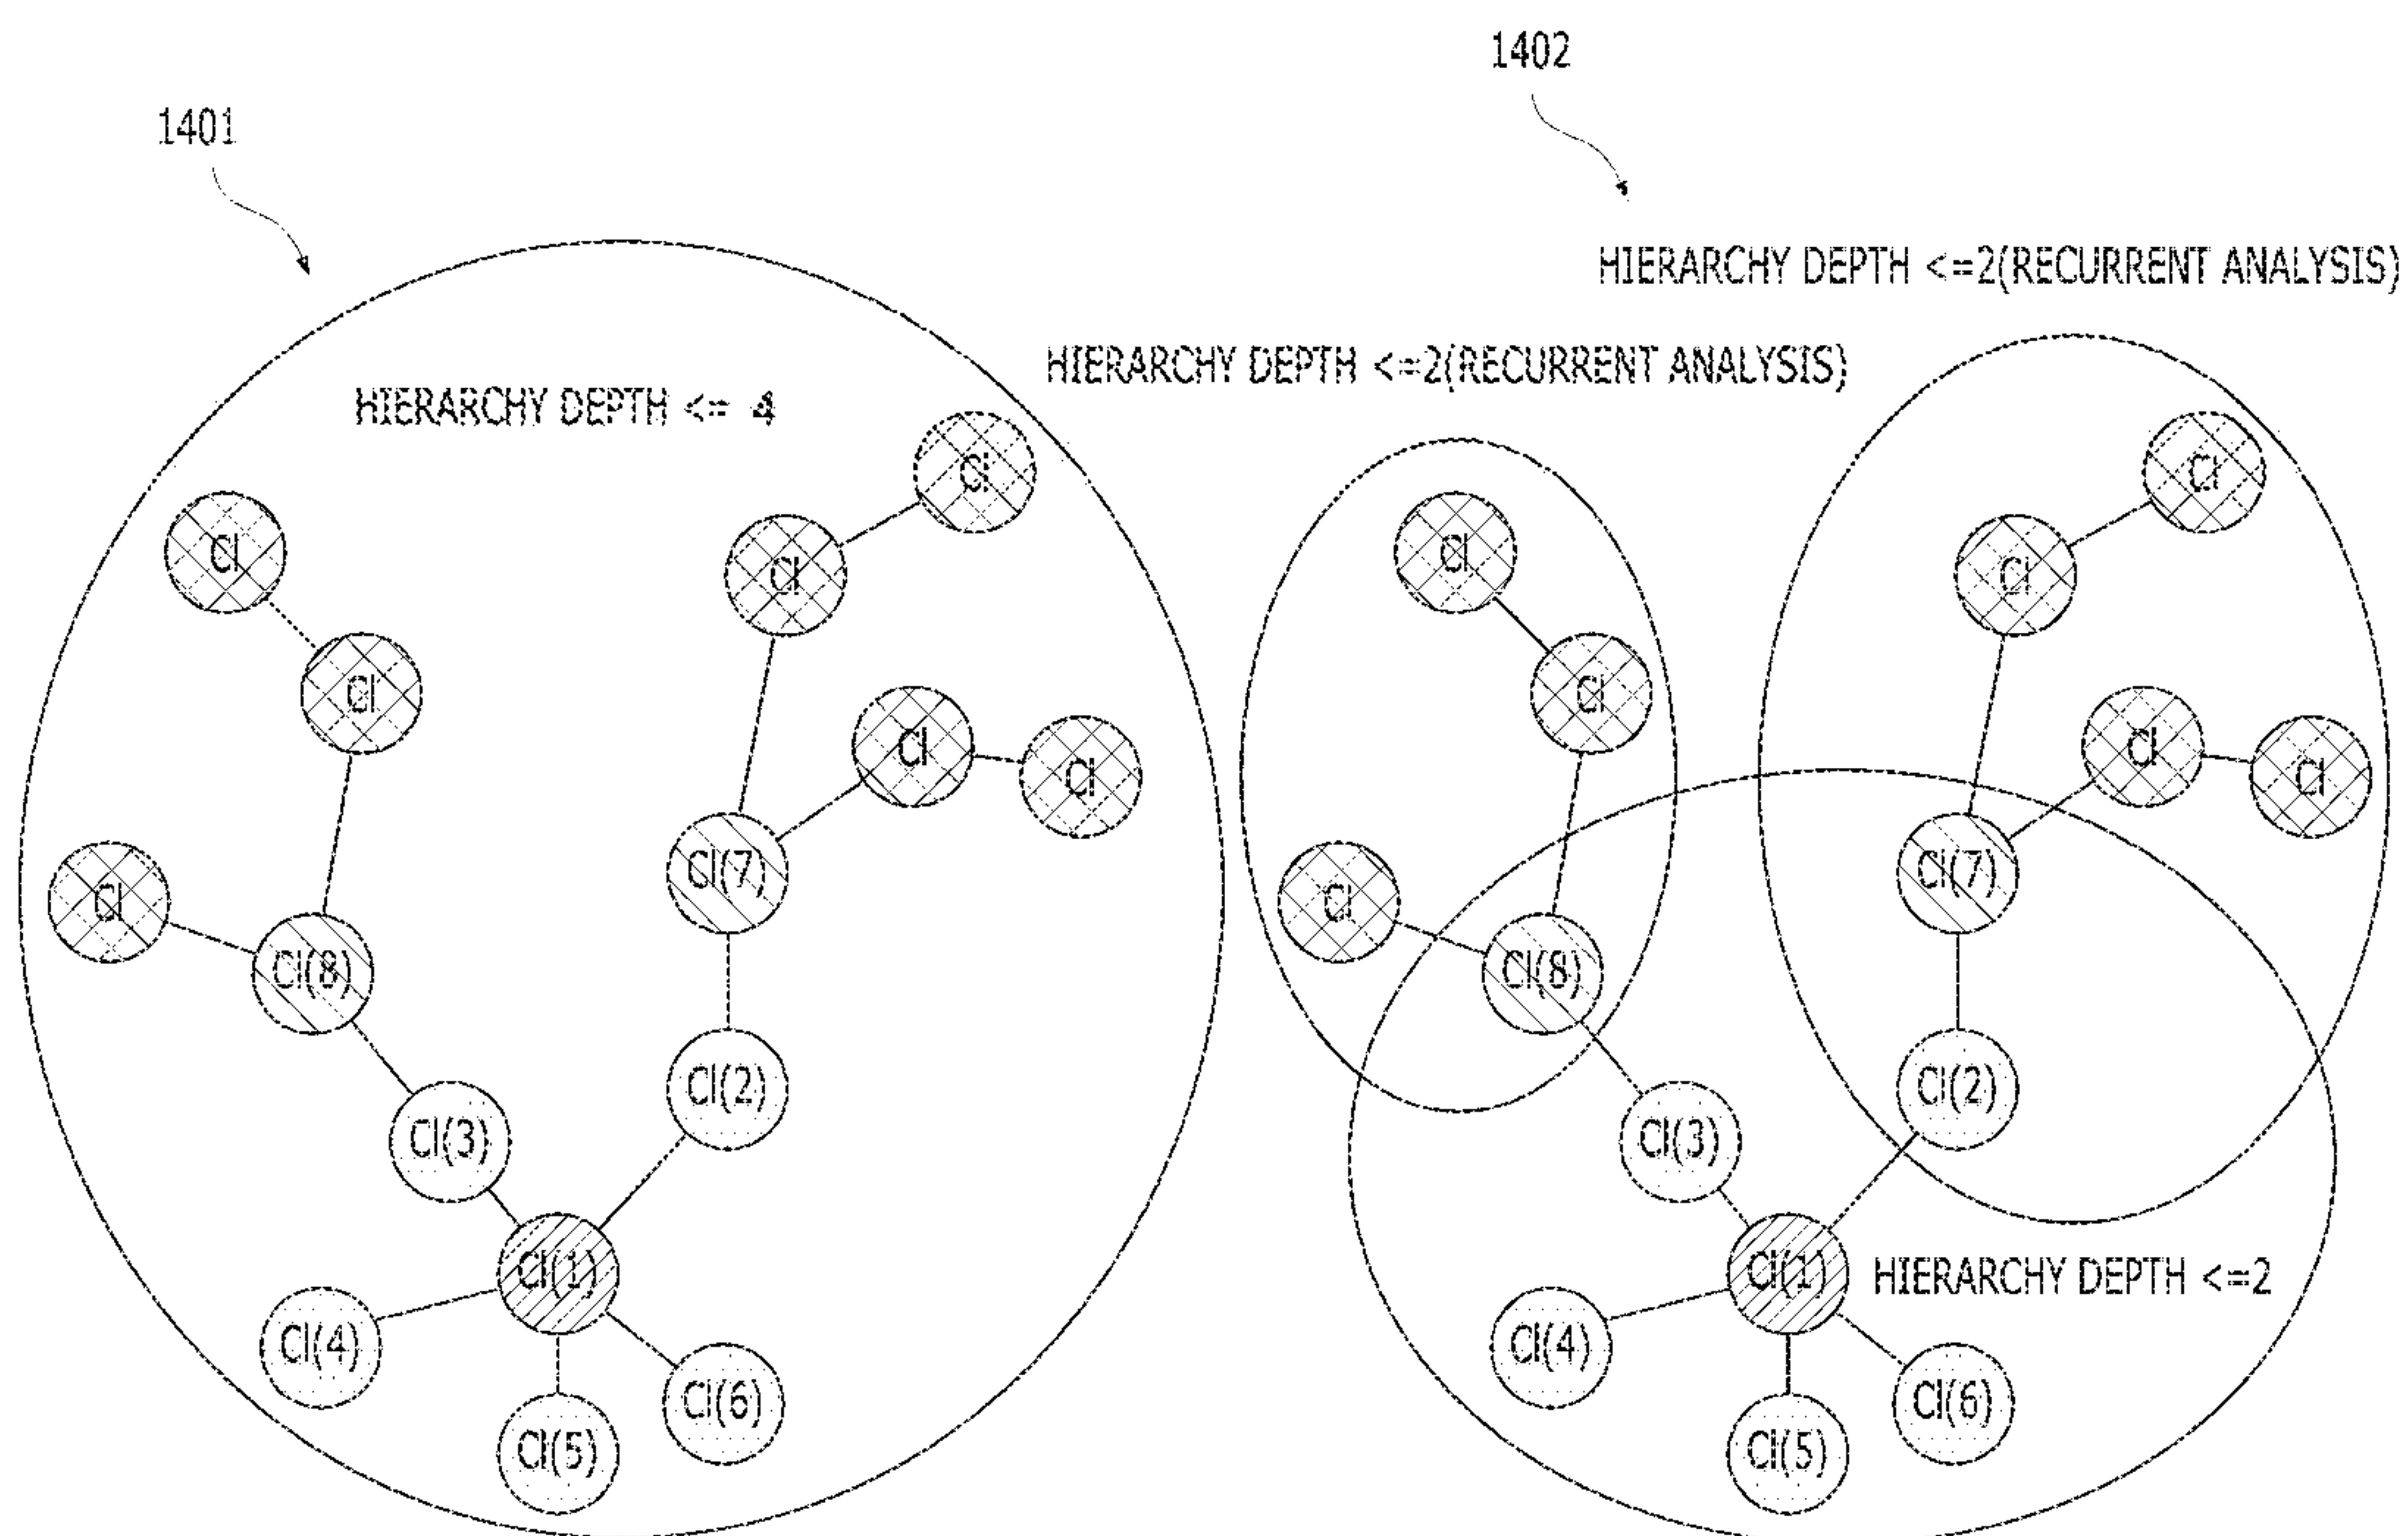 1402
1401
HIERARCHY DEPTH <=2(RECURRENT ANALYSIS)
HIERARCHY DEPTH <=2(RECURRENT ANALYSIS)
HIERARCHY DEPTH <= 4
CI
CI
CI
CI
CI
CI
CI
CI(7)
CI(8)
CI(2)
CI(3)
CI(1)
CI(4)
CI(6)
CI(5)
CI
CI
CI
CI
CI
CI
CI
CI(7)
CI(8)
CI(2)
CI(3)
CI(1)
HIERARCHY DEPTH <=2
CI(4)
CI(6)
CI(5)